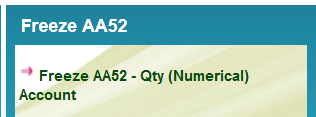 Freeze AA52
Freeze AA52 - Qty (Numerical)
Account